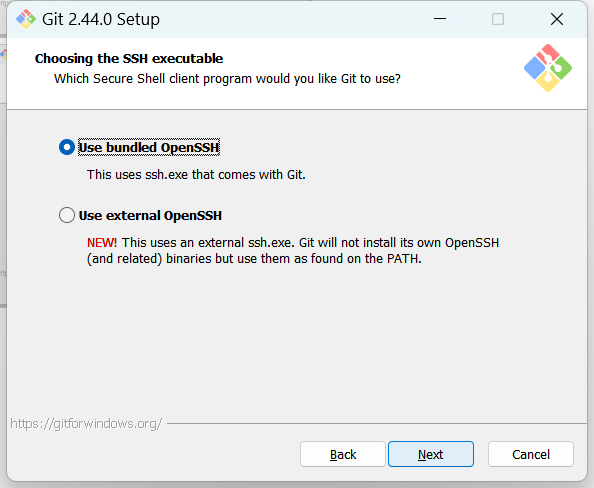 Git 2.44.0 Setup
Choosing the SSH executable
Which Secure Shell client program would you like Git to use?
Use bundled OpenSSH
This uses ssh.exe that comes with Git.
Use external OpenSSH
NEW! This uses an external ssh.exe. Git will not install its own OpenSSH
(and related) binaries but use them as found on the PATH.
https://gitforwindows.org/
Back
Next
Cancel